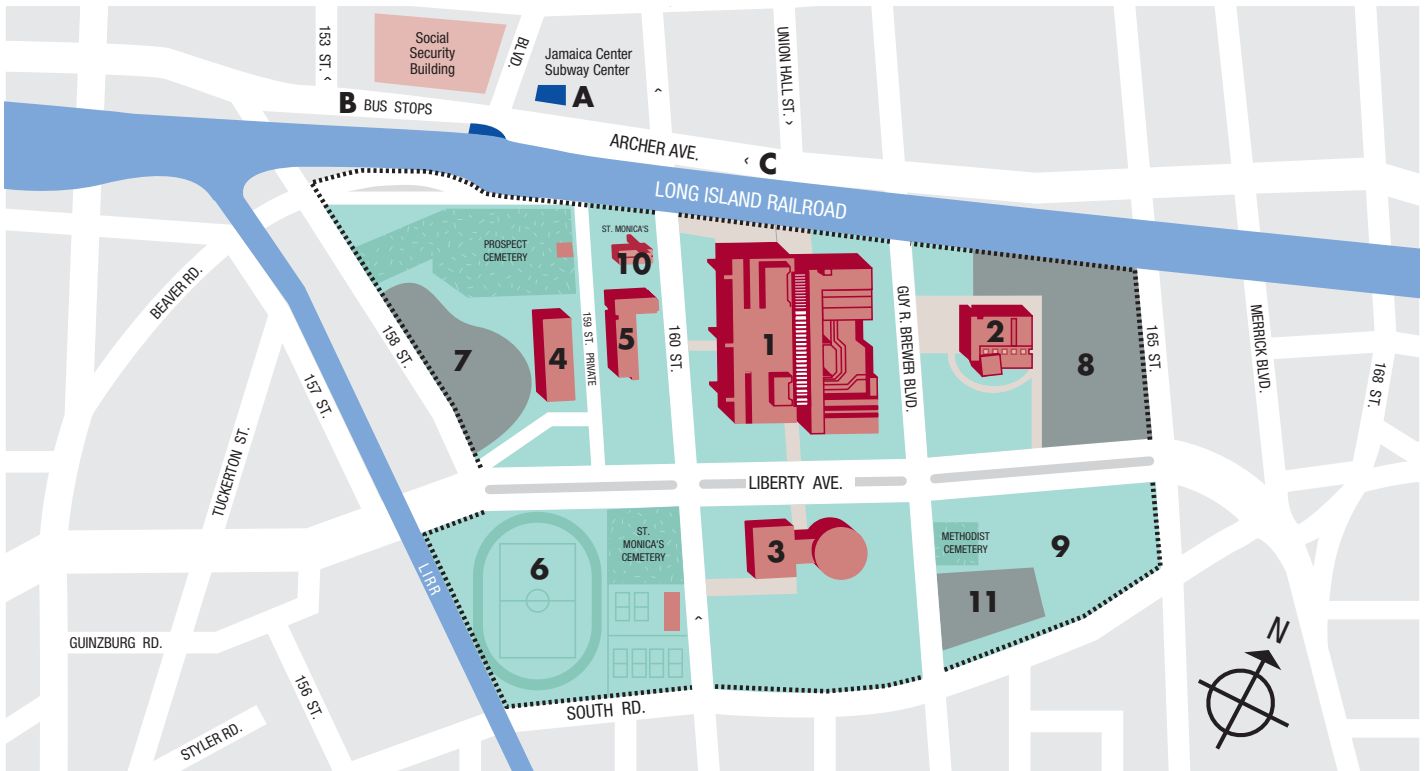 153 ST.
Social
Security
Building
BLVD.
Jamaica Center
Subway Center
UNION HALL ST.
A
B BUS STOPS
ARCHER AVE.
C
LONG ISLAND RAILROAD
PROSPECT
CEMETERY
ST. MONICA'S
10
BEAVER RD.
158 ST.
7
4
159 ST. PRIVATE
5
160 ST.
1
GUY R. BREWER BLVD.
2
8
165 ST.
MERRICK BLVD.
168 ST.
157 ST.
TUCKERTON ST.
LIBERTY AVE.
6
ST.
MONICA'S
CEMETERY
3
METHODIST
CEMETERY
9
11
LIRR
GUINZBURG RD.
156 ST.
STYLER RD.
SOUTH RD.
N